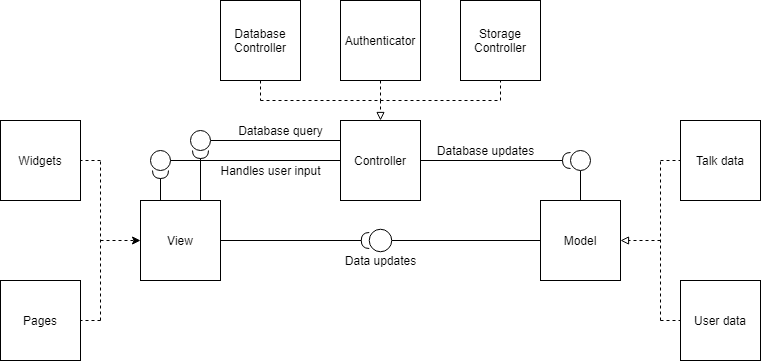 Database
Controller
Authenticator
Storage
Controller
Database query
Widgets
Handles user input
Controller
Database updates
Talk data
View
Model
Data updates
Pages
User data